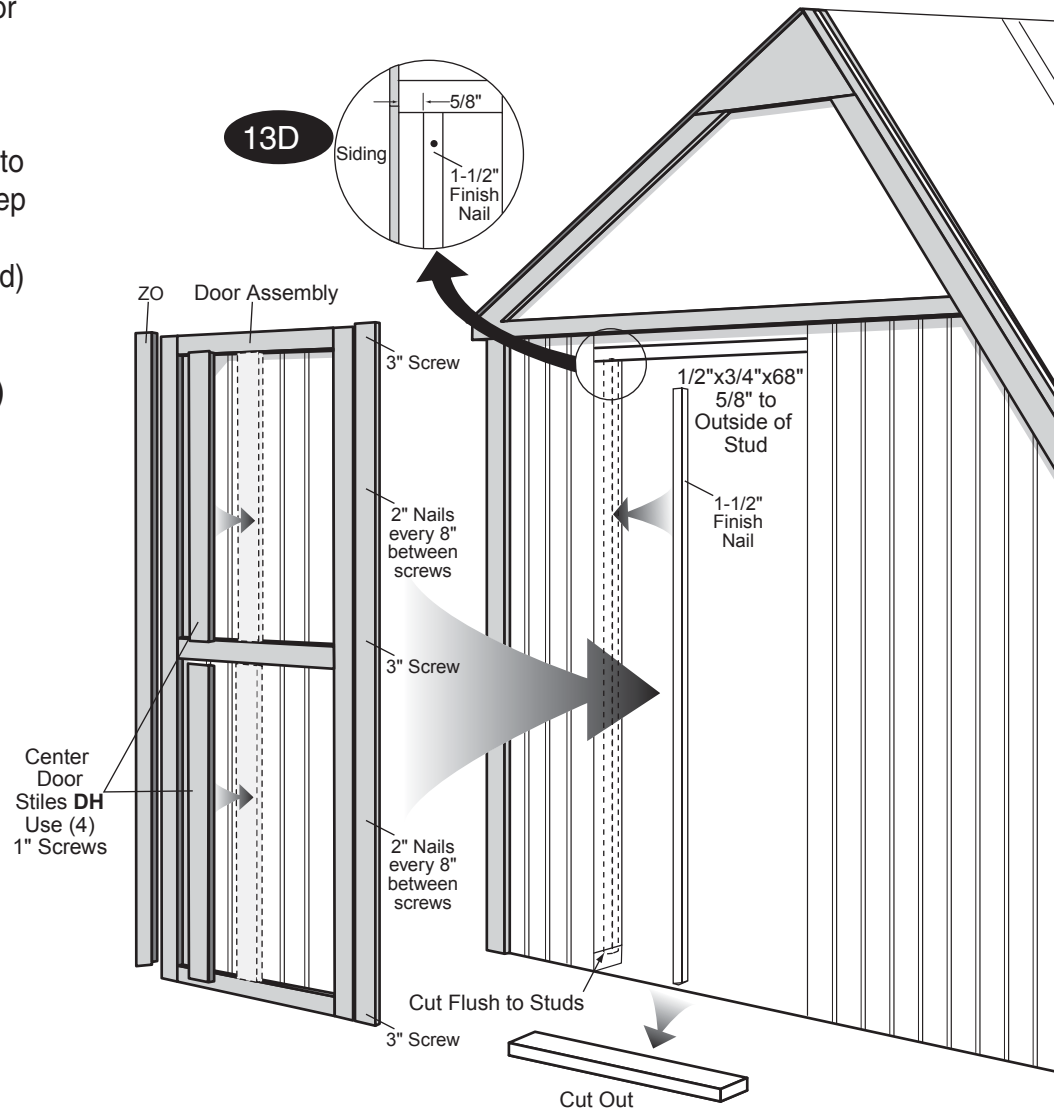 or
to
ep
d)
)
13D
5/8"
Siding
1-1/2"
Finish
Nail
ZO
Door Assembly
3" Screw
1/2"x3/4"x68"
5/8" to
Outside of
Stud
1-1/2"
Finish
Nail
2" Nails
every 8"
between
screws
3" Screw
Center
Door
Stiles DH
Use (4)
1" Screws
2" Nails
every 8"
between
screws
Cut Flush to Studs
3" Screw
Cut Out